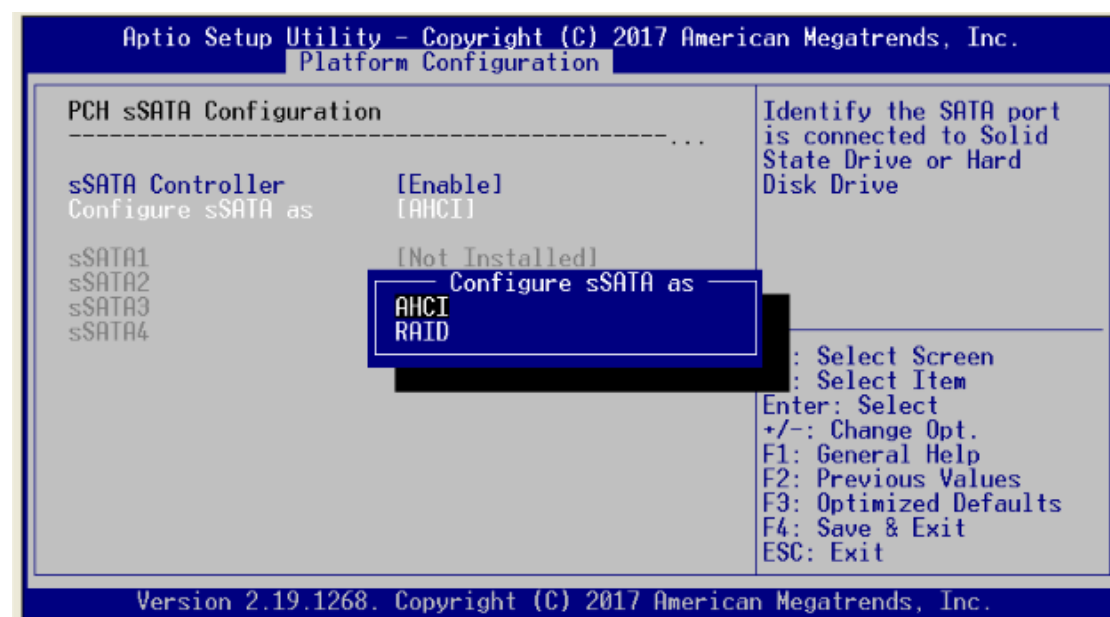 Aptio Setup Utility – Copyright (C) 2017 American Megatrends, Inc.
Platform Configuration
PCH sSATA Configuration
--------------------------------------------...
sSATA Controller [Enable]
Configure sSATA as [AHCI]
sSATA1 [Not Installed]
sSATA2
sSATA3
sSATA4
Configure sSATA as
AHCI
RAID
Identify the SATA port
is connected to Solid
State Drive or Hard
Disk Drive
: Select Screen
: Select Item
Enter: Select
+/-: Change Opt.
F1: General Help
F2: Previous Values
F3: Optimized Defaults
F4: Save & Exit
ESC: Exit
Version 2.19.1268. Copyright (C) 2017 American Megatrends, Inc.